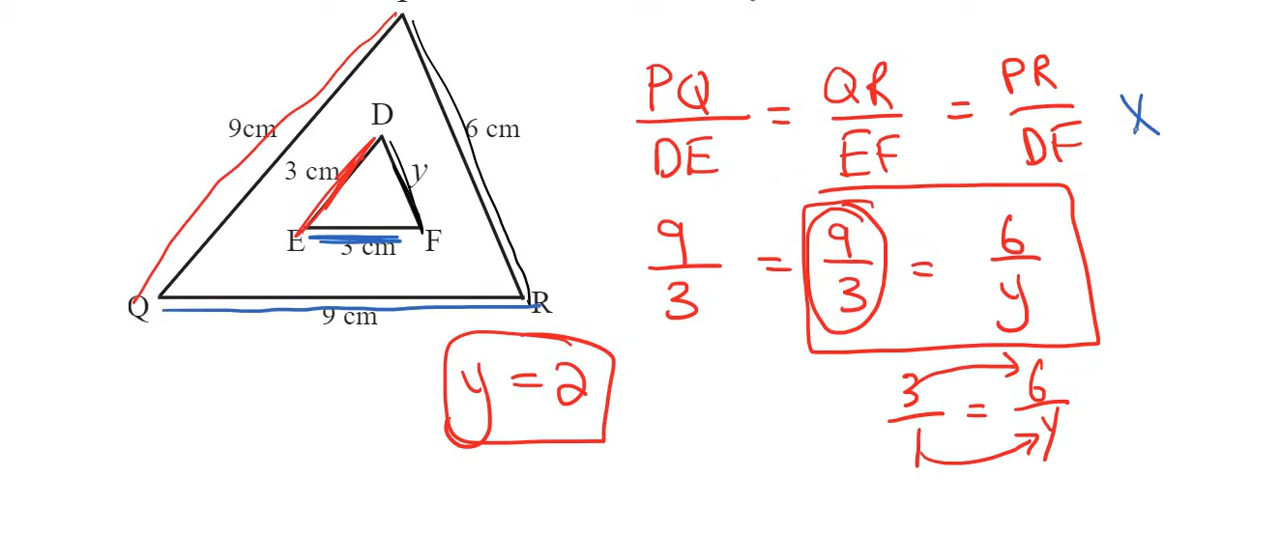 9cm
D
6 cm
3 cm
y
E
3 cm
F
Q
9 cm
R
PQ/DE = QR/EF = PR/DF X
9/3 = 9/3 = 6/y
3/1 = 6/y
y = 2